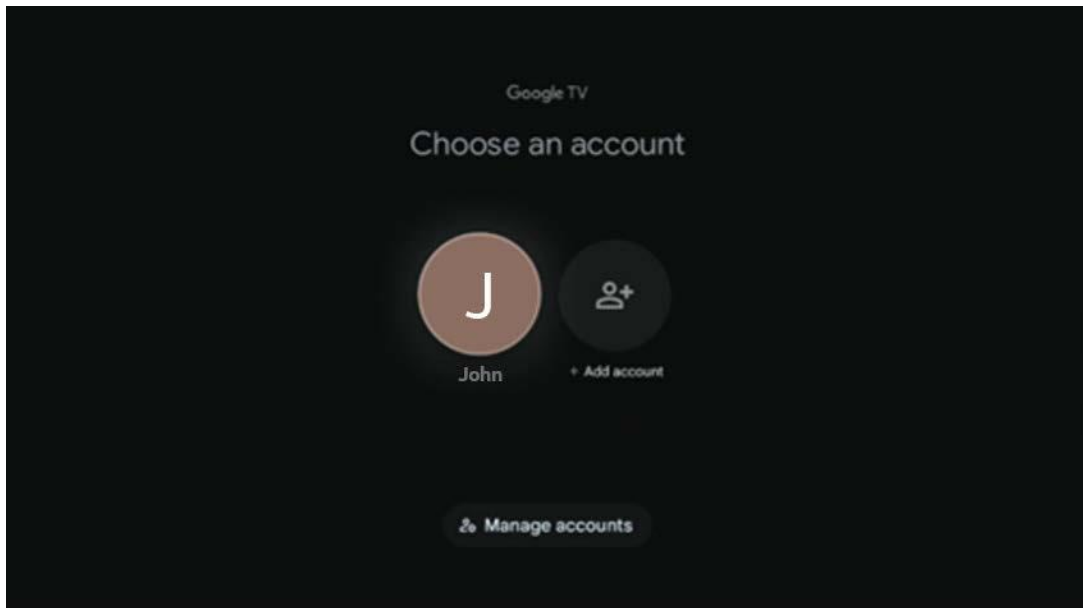 Google TV
Choose an account
J
John
+ Add account
Manage accounts